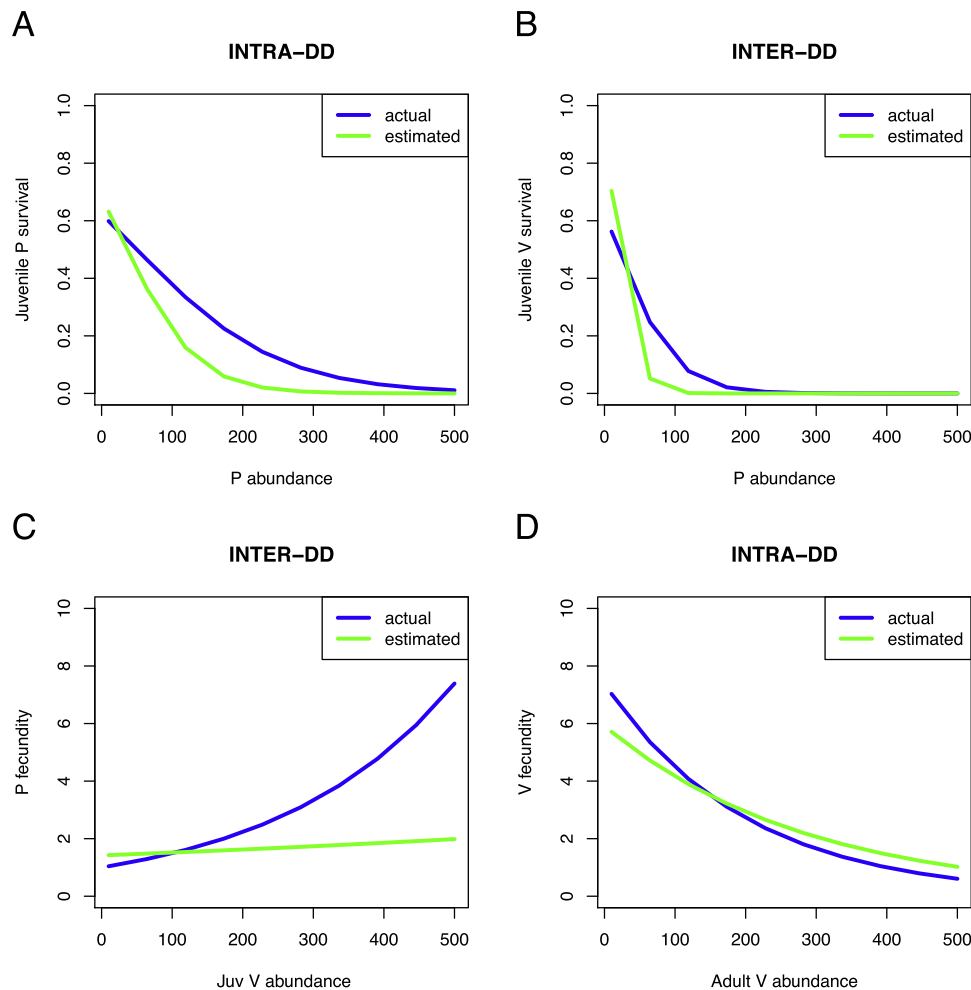 A
INTRA−DD
actual
estimated
Juvenile P survival
0.0 0.2 0.4 0.6 0.8 1.0
0 100 200 300 400 500
P abundance
B
INTER−DD
actual
estimated
Juvenile V survival
0.0 0.2 0.4 0.6 0.8 1.0
0 100 200 300 400 500
P abundance
C
INTER−DD
actual
estimated
P fecundity
0 2 4 6 8 10
0 100 200 300 400 500
Juv V abundance
D
INTRA−DD
actual
estimated
V fecundity
0 2 4 6 8 10
0 100 200 300 400 500
Adult V abundance